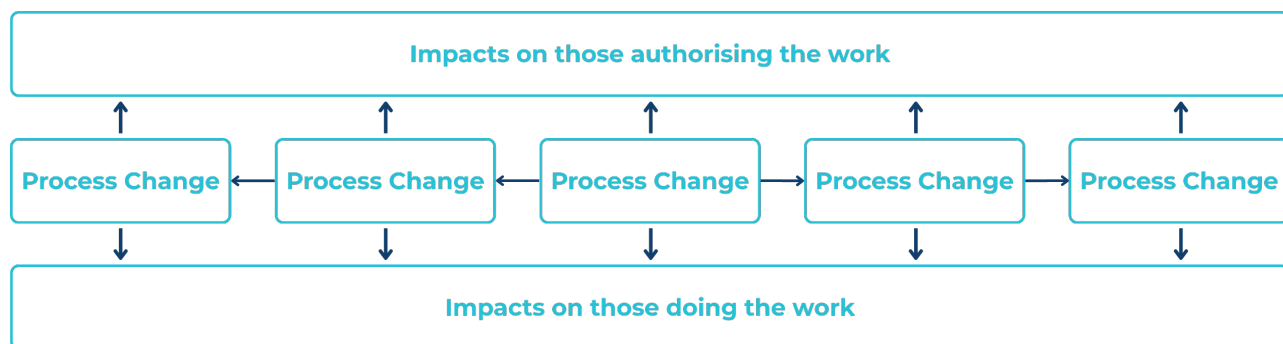 Impacts on those authorising the work
Process Change
Process Change
Process Change
Process Change
Process Change
Impacts on those doing the work